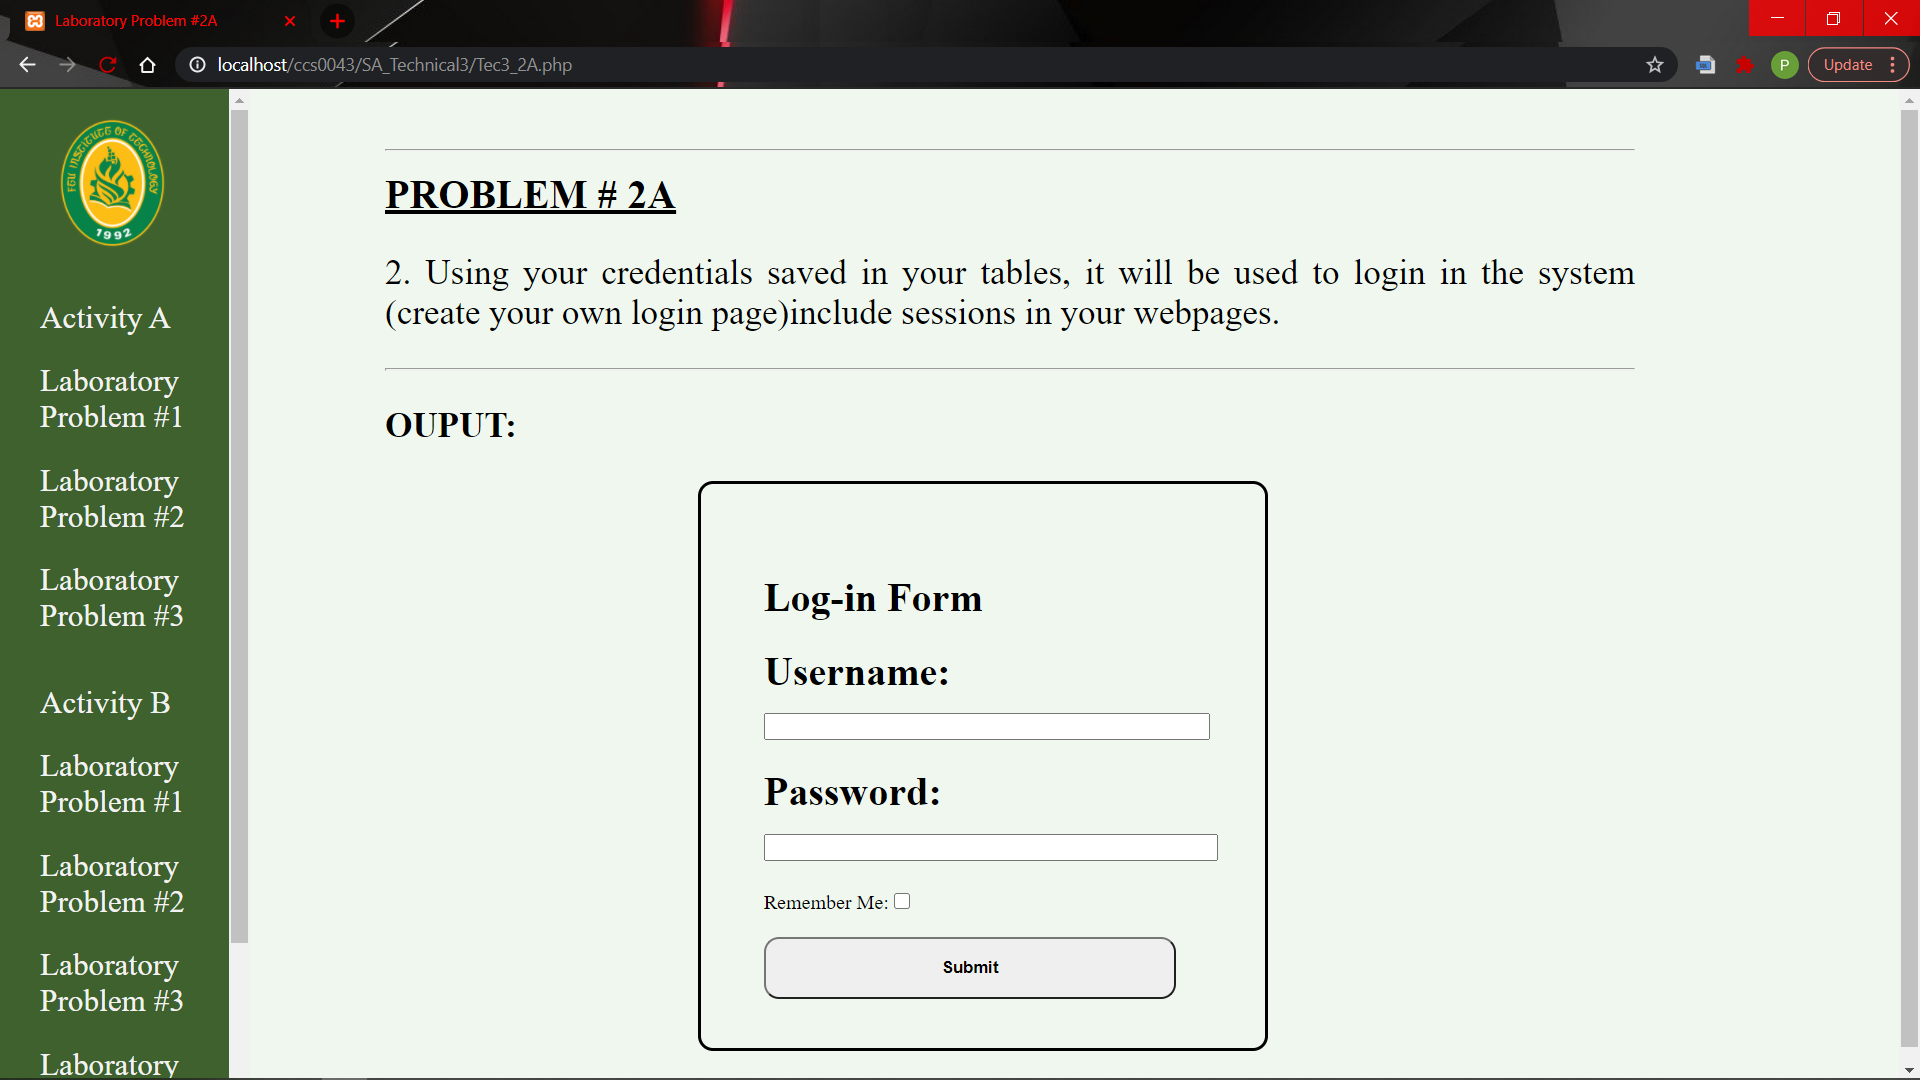 Laboratory Problem #2A
localhost/ccs0043/SA_Technical3/Tec3_2A.php
P
Update
FEU INSTITUTE OF TECHNOLOGY
1992
Activity A
Laboratory
Problem #1
Laboratory
Problem #2
Laboratory
Problem #3
Activity B
Laboratory
Problem #1
Laboratory
Problem #2
Laboratory
Problem #3
Laboratory
PROBLEM # 2A
2. Using your credentials saved in your tables, it will be used to login in the system
(create your own login page)include sessions in your webpages.
OUPUT:
Log-in Form
Username:
Password:
Remember Me:
Submit